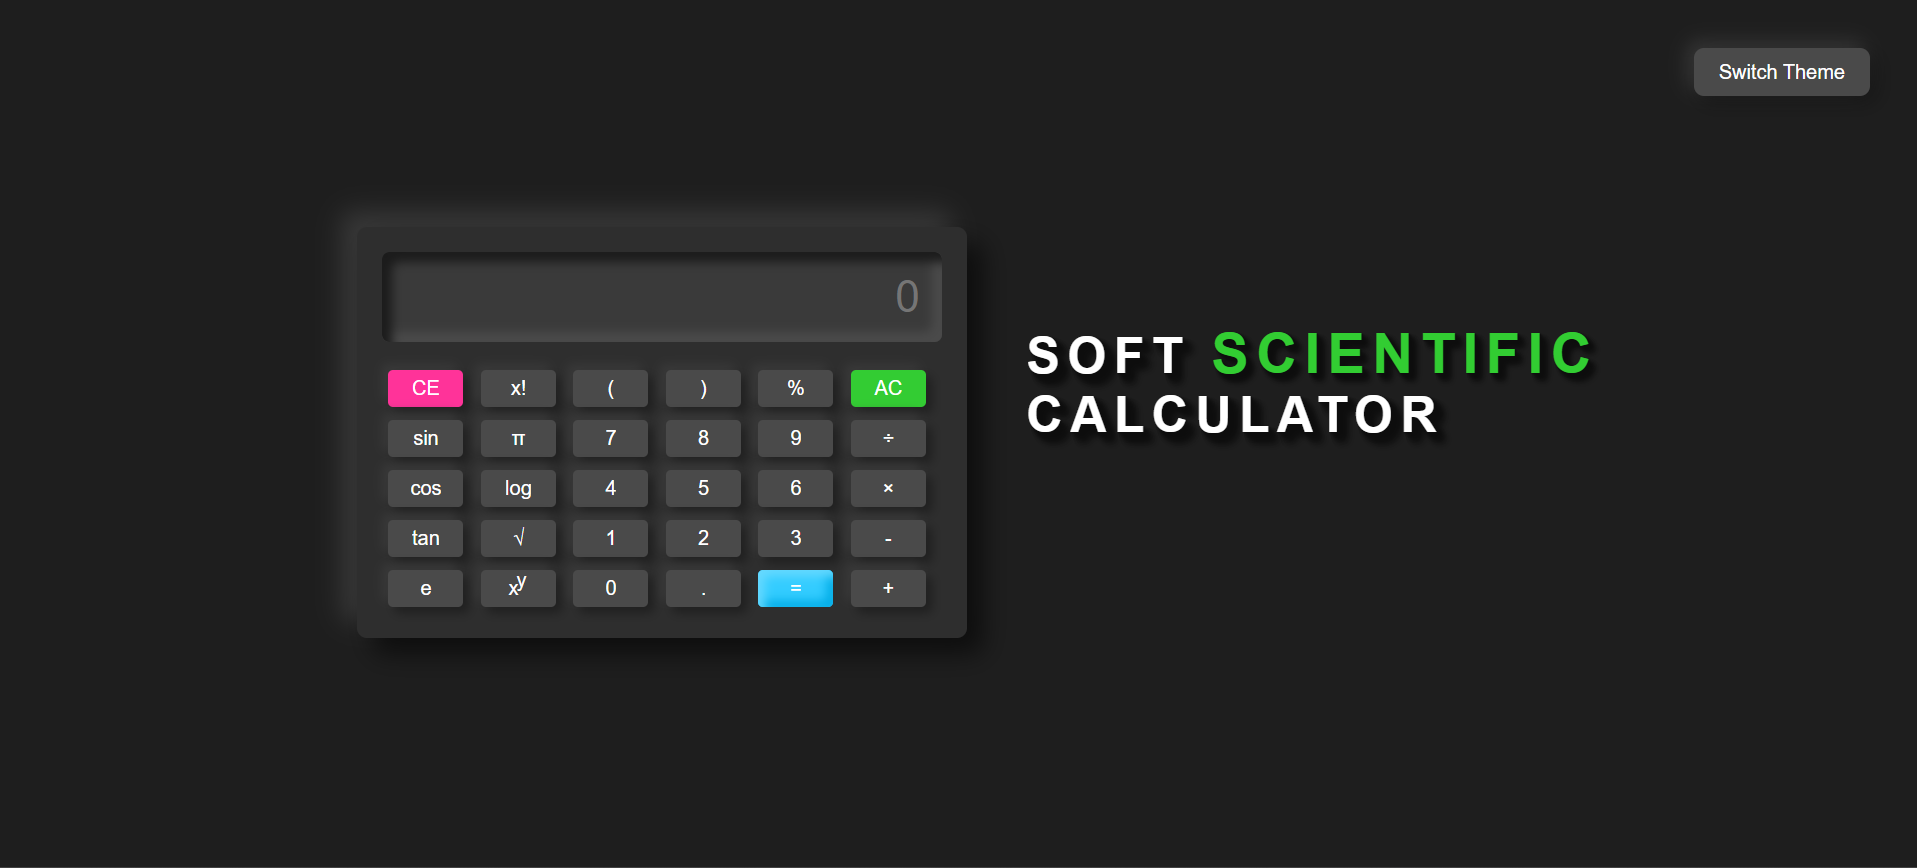 Switch Theme
0
SOFT SCIENTIFIC
CALCULATOR
CE x! ( ) % AC
sin π 7 8 9 ÷
cos log 4 5 6 ×
tan √ 1 2 3 -
e xʸ 0 . = +